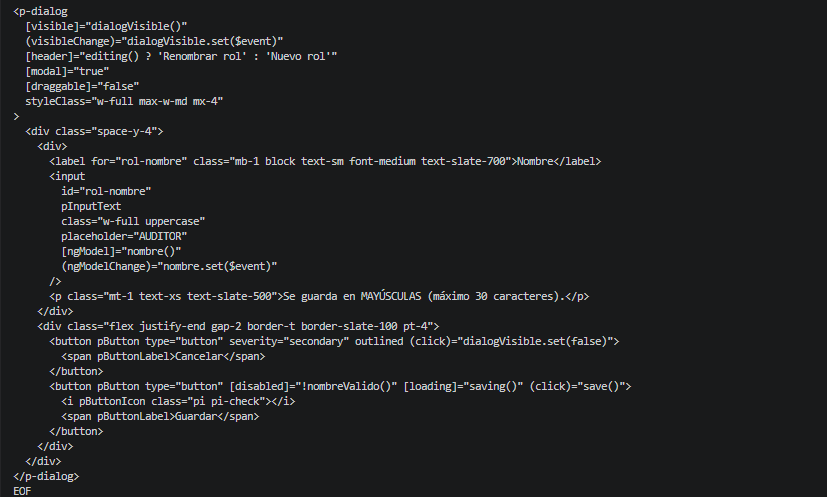 <p-dialog
  [visible]="dialogVisible()"
  (visibleChange)="dialogVisible.set($event)"
  [header]="editing() ? 'Renombrar rol' : 'Nuevo rol'"
  [modal]="true"
  [draggable]="false"
  styleClass="w-full max-w-md mx-4"
>
  <div class="space-y-4">
    <div>
      <label for="rol-nombre" class="mb-1 block text-sm font-medium text-slate-700">Nombre</label>
      <input
        id="rol-nombre"
        pInputText
        class="w-full uppercase"
        placeholder="AUDITOR"
        [ngModel]="nombre()"
        (ngModelChange)="nombre.set($event)"
      />
      <p class="mt-1 text-xs text-slate-500">Se guarda en MAYÚSCULAS (máximo 30 caracteres).</p>
    </div>
    <div class="flex justify-end gap-2 border-t border-slate-100 pt-4">
      <button pButton type="button" severity="secondary" outlined (click)="dialogVisible.set(false)">
        <span pButtonLabel>Cancelar</span>
      </button>
      <button pButton type="button" [disabled]="!nombreValido()" [loading]="saving()" (click)="save()">
        <i pButtonIcon class="pi pi-check"></i>
        <span pButtonLabel>Guardar</span>
      </button>
    </div>
  </div>
</p-dialog>
EOF